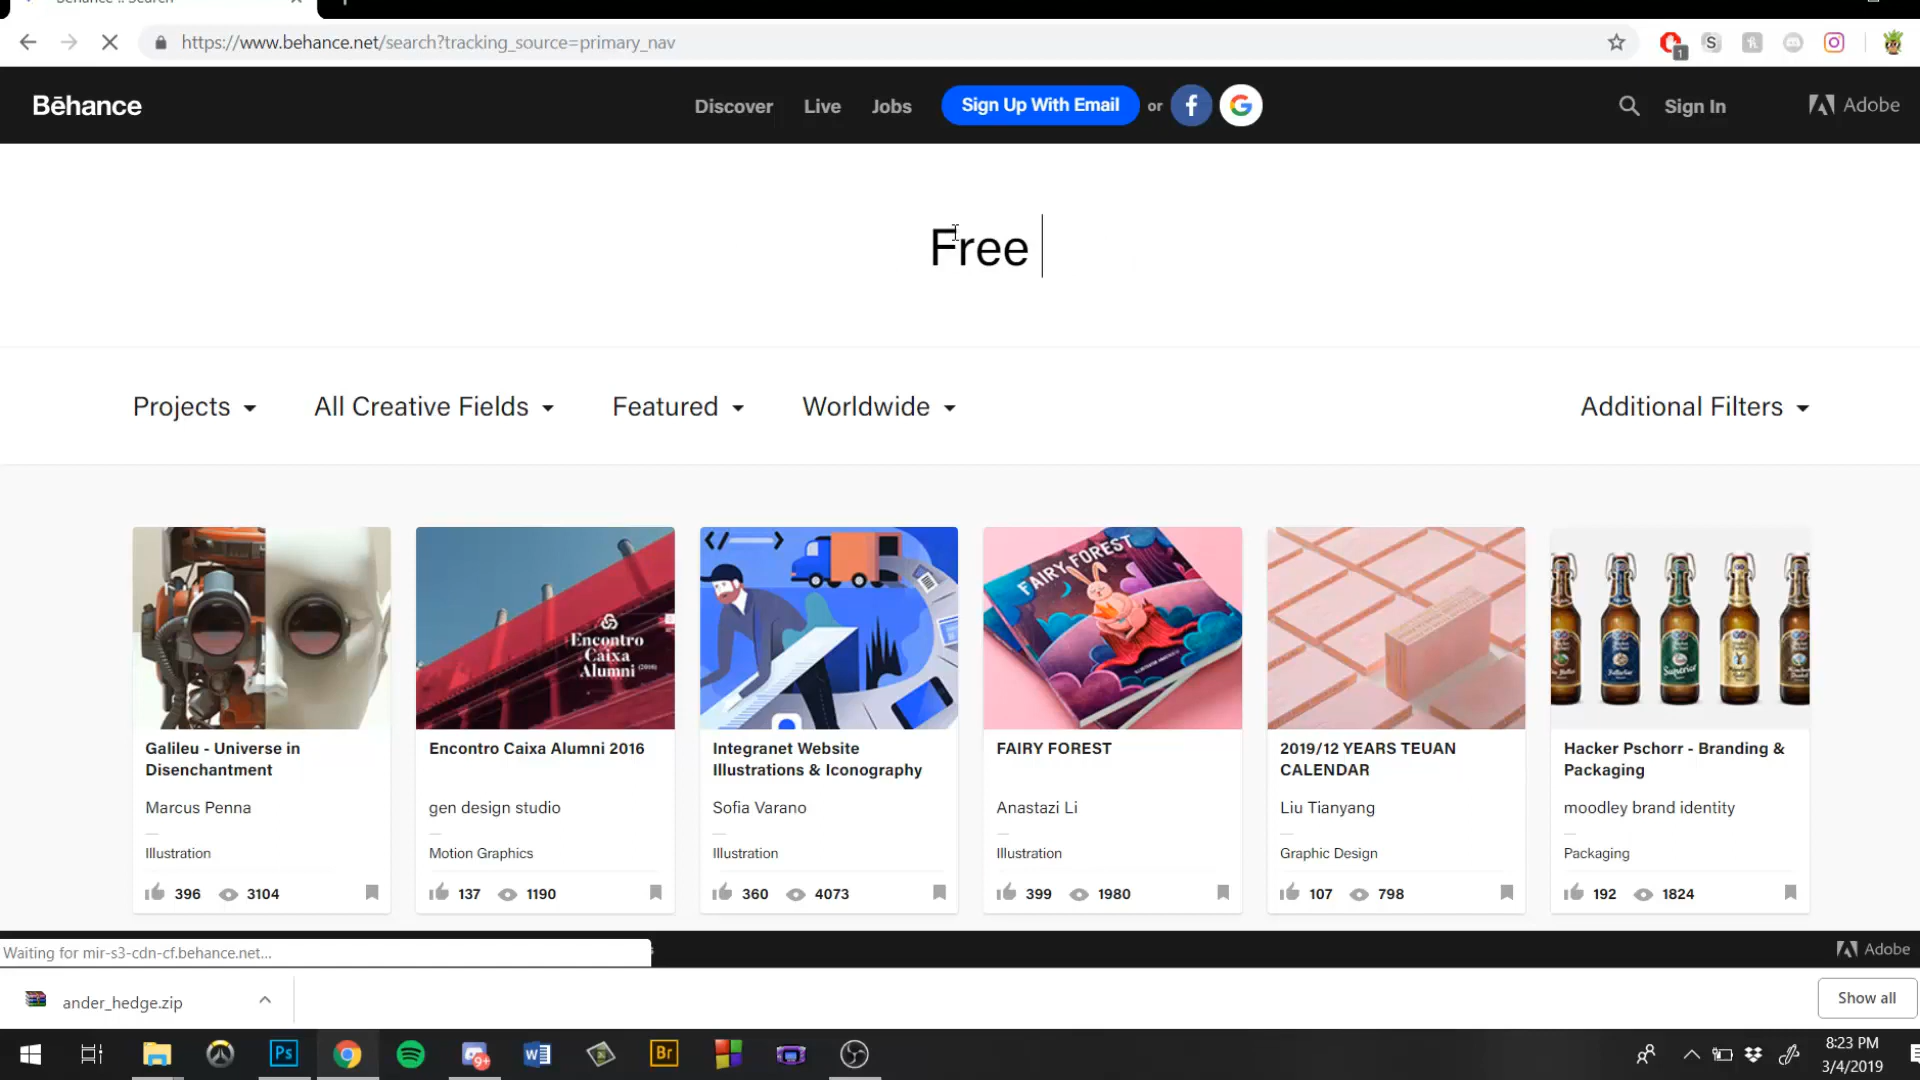 https://www.behance.net/search?tracking_source=primary_nav
S
1
Bēhance
Discover
Live
Jobs
Sign Up With Email
or
f
G
Sign In
Adobe
Free
Projects
All Creative Fields
Featured
Worldwide
Additional Filters
Encontro
Caixa
Alumni (2016)
FAIRY FOREST
Galileu - Universe in
Disenchantment
Encontro Caixa Alumni 2016
Integranet Website
Illustrations & Iconography
FAIRY FOREST
2019/12 YEARS TEUAN
CALENDAR
Hacker Pschorr - Branding &
Packaging
Marcus Penna
gen design studio
Sofia Varano
Anastazi Li
Liu Tianyang
moodley brand identity
Illustration
Motion Graphics
Illustration
Illustration
Graphic Design
Packaging
396 3104
137 1190
360 4073
399 1980
107 798
192 1824
Waiting for mir-s3-cdn-cf.behance.net...
Adobe
ander_hedge.zip
Show all
Ps
9+
Br
8:23 PM
3/4/2019